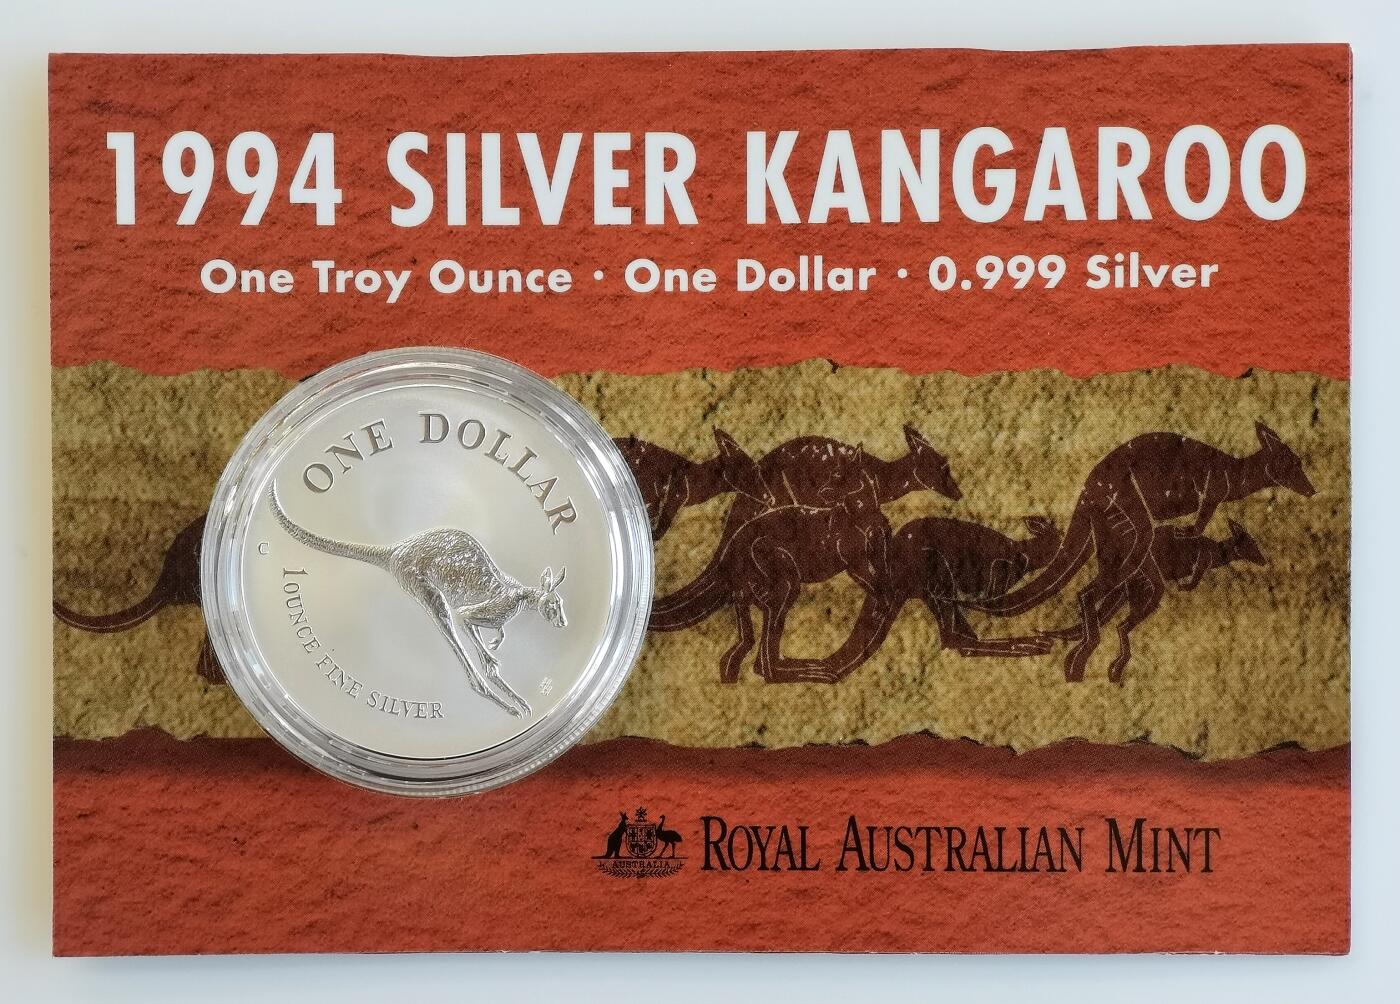 1994 SILVER KANGAROO
One Troy Ounce · One Dollar · 0.999 Silver
ONE DOLLAR
C
1 OUNCE FINE SILVER
AUSTRALIA
ROYAL AUSTRALIAN MINT